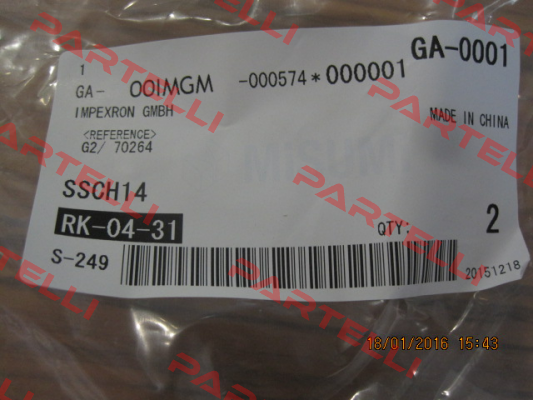 GA-0001
1
GA- OOIMGM -000574*000001
IMPEXRON GMBH
MADE IN CHINA
<REFERENCE>
G2/ 70264
SSCH14
RK-04-31
QTY: 2
S-249
20151218
18/01/2016 15:43
PARTELLI
PARTELLI
PARTELLI
PARTELLI
PARTELLI